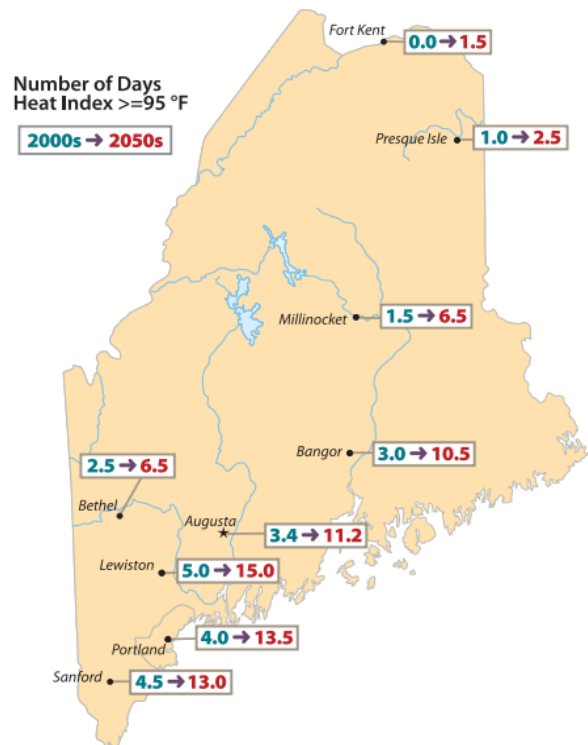 Fort Kent
0.0 → 1.5
Number of Days
Heat Index >=95 °F
2000s → 2050s
Presque Isle
1.0 → 2.5
Millinocket
1.5 → 6.5
Bangor
3.0 → 10.5
2.5 → 6.5
Bethel
Augusta
3.4 → 11.2
Lewiston
5.0 → 15.0
Portland
4.0 → 13.5
Sanford
4.5 → 13.0